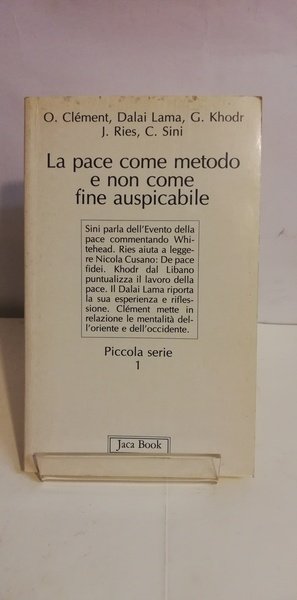 O. Clément, Dalai Lama, G. Khodr
J. Ries, C. Sini
La pace come metodo
e non come
fine auspicabile
Sini parla dell'Evento della
pace commentando Whi-
tehead. Ries aiuta a legge-
re Nicola Cusano: De pace
fidei. Khodr dal Libano
puntualizza il lavoro della
pace. Il Dalai Lama riporta
la sua esperienza e rifles-
sione. Clément mette in
relazione le mentalità del-
l'oriente e dell'occidente.
Piccola serie
1
Jaca Book